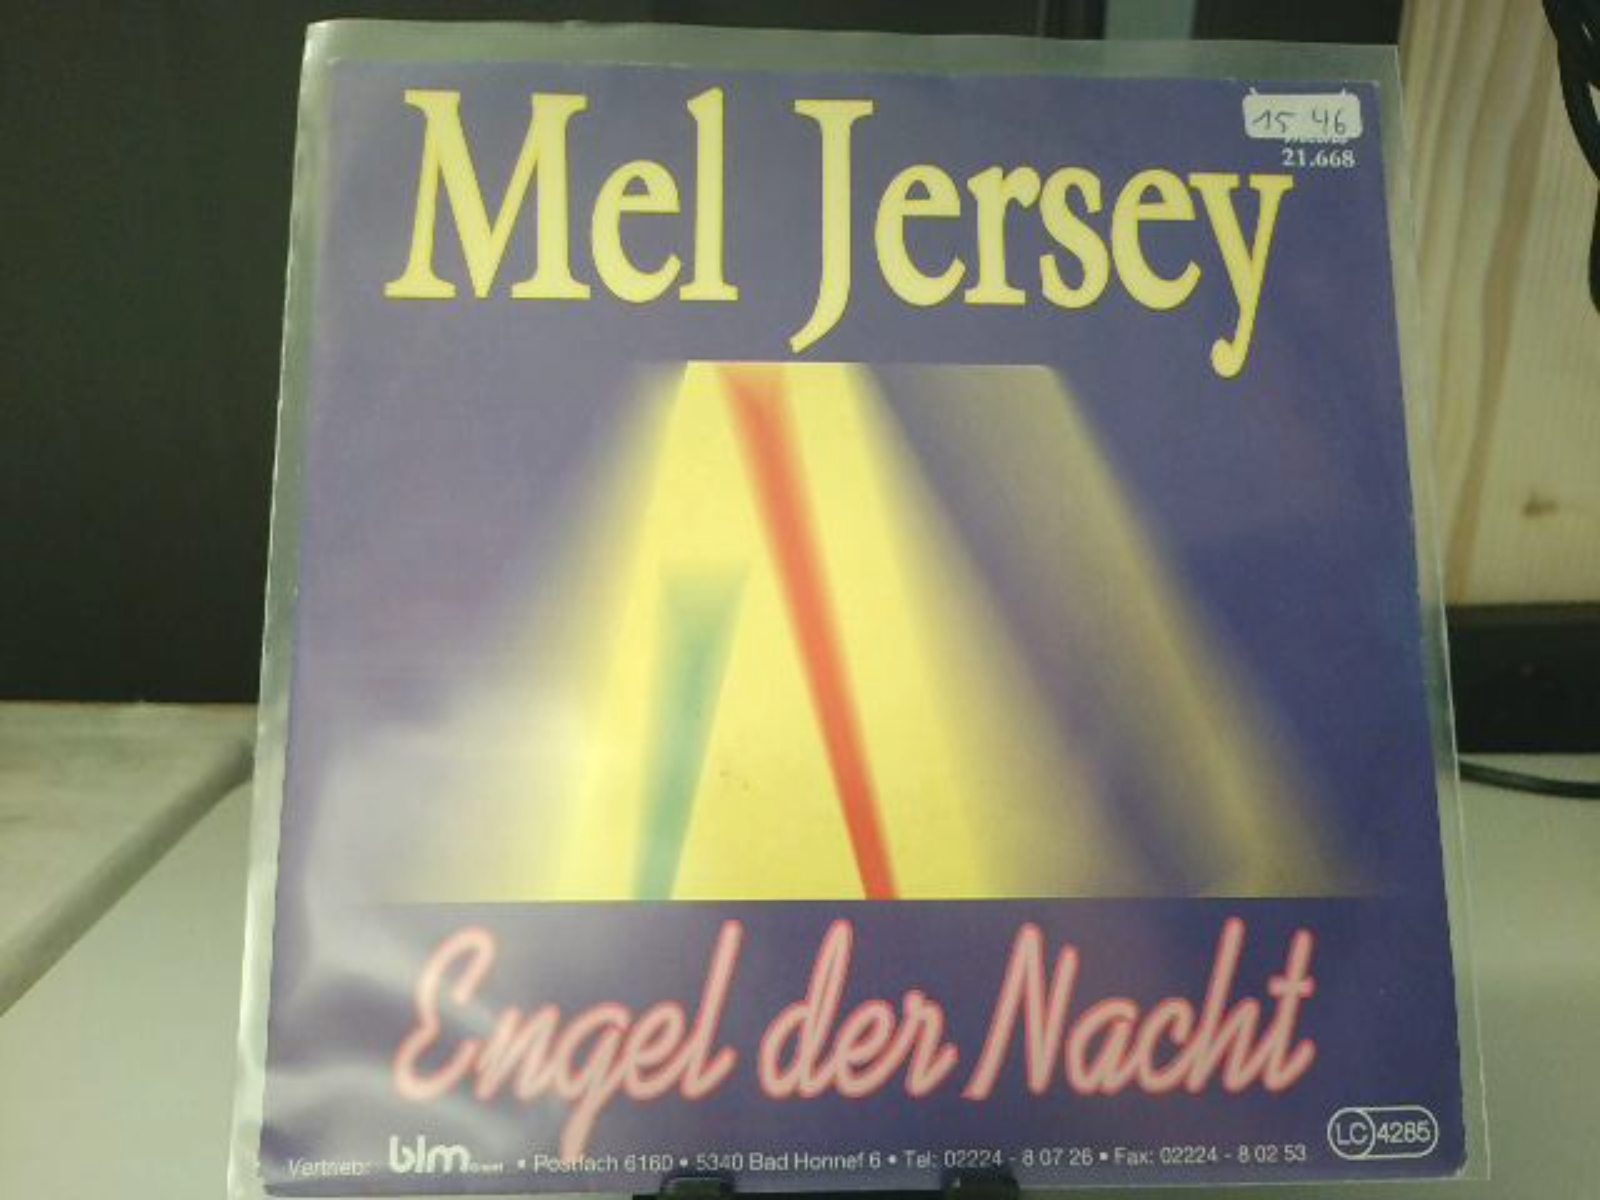 Mel Jersey
15 46
21.668
Engel der Nacht
LC 4285
Vertrieb: blm GmbH • Postfach 6160 • 5340 Bad Honnef 6 • Tel: 02224 - 8 07 26 • Fax: 02224 - 8 02 53